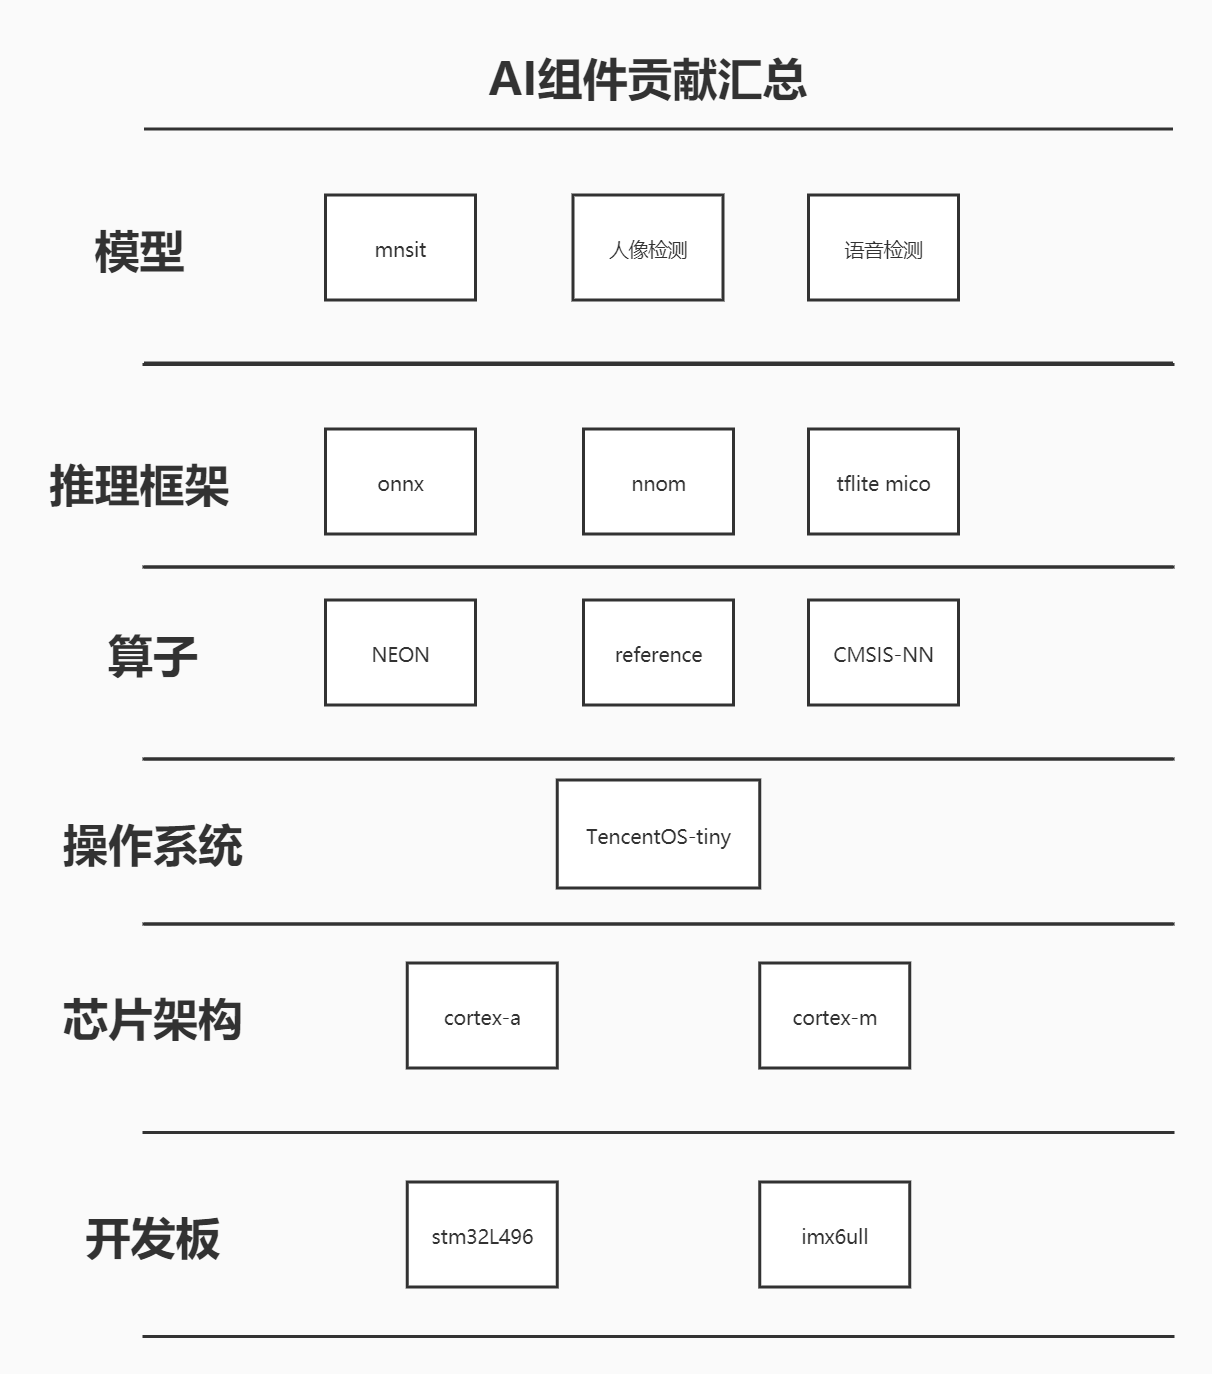 AI组件贡献汇总
模型
mnsit
人像检测
语音检测
推理框架
onnx
nnom
tflite mico
算子
NEON
reference
CMSIS-NN
操作系统
TencentOS-tiny
芯片架构
cortex-a
cortex-m
开发板
stm32L496
imx6ull